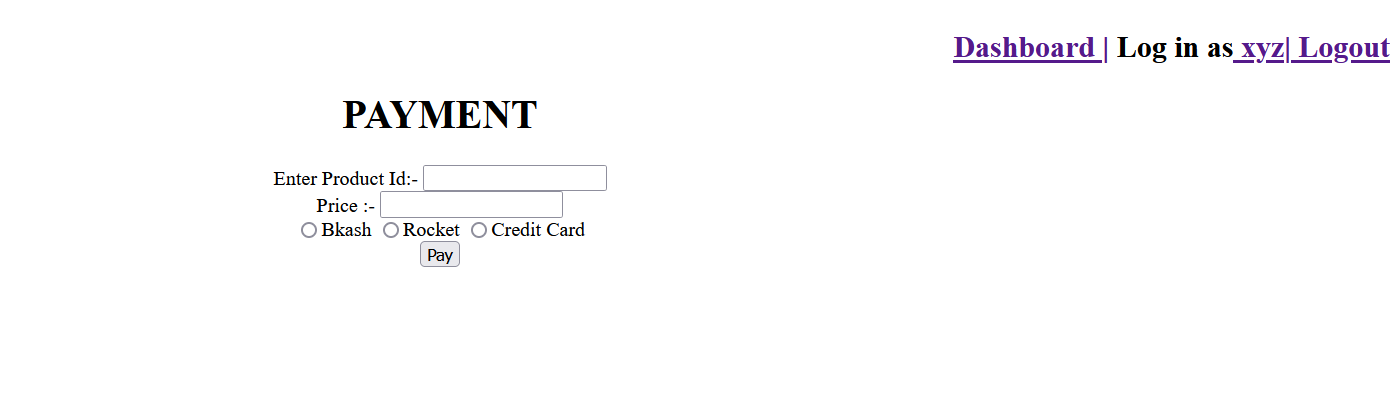 Dashboard | Log in as xyz| Logout
PAYMENT
Enter Product Id:-
Price :-
Bkash Rocket Credit Card
Pay